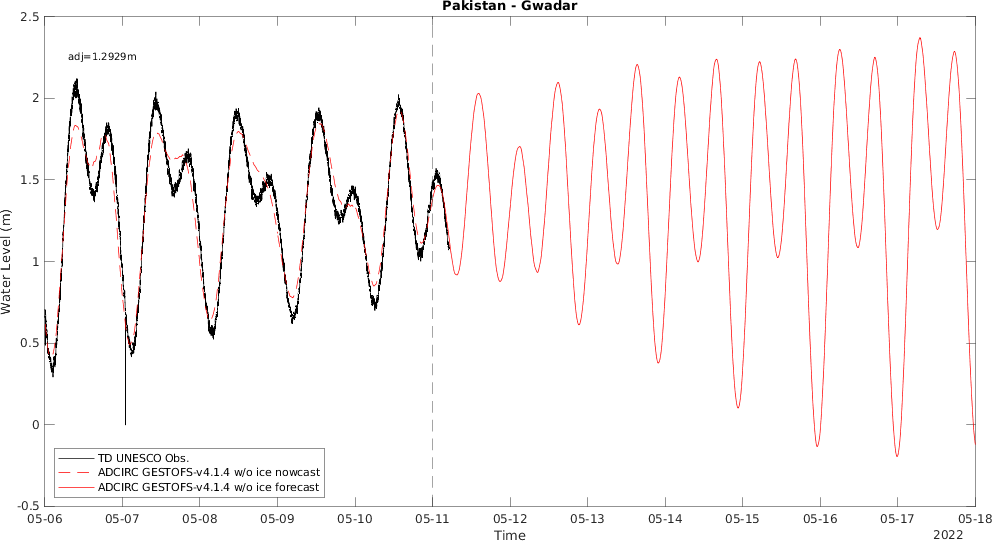 Pakistan - Gwadar
2.5
adj=1.2929m
2
1.5
Water Level (m)
1
0.5
0
TD UNESCO Obs.
ADCIRC GESTOFS-v4.1.4 w/o ice nowcast
ADCIRC GESTOFS-v4.1.4 w/o ice forecast
-0.5
05-06 05-07 05-08 05-09 05-10 05-11 05-12 05-13 05-14 05-15 05-16 05-17 05-18
Time
2022